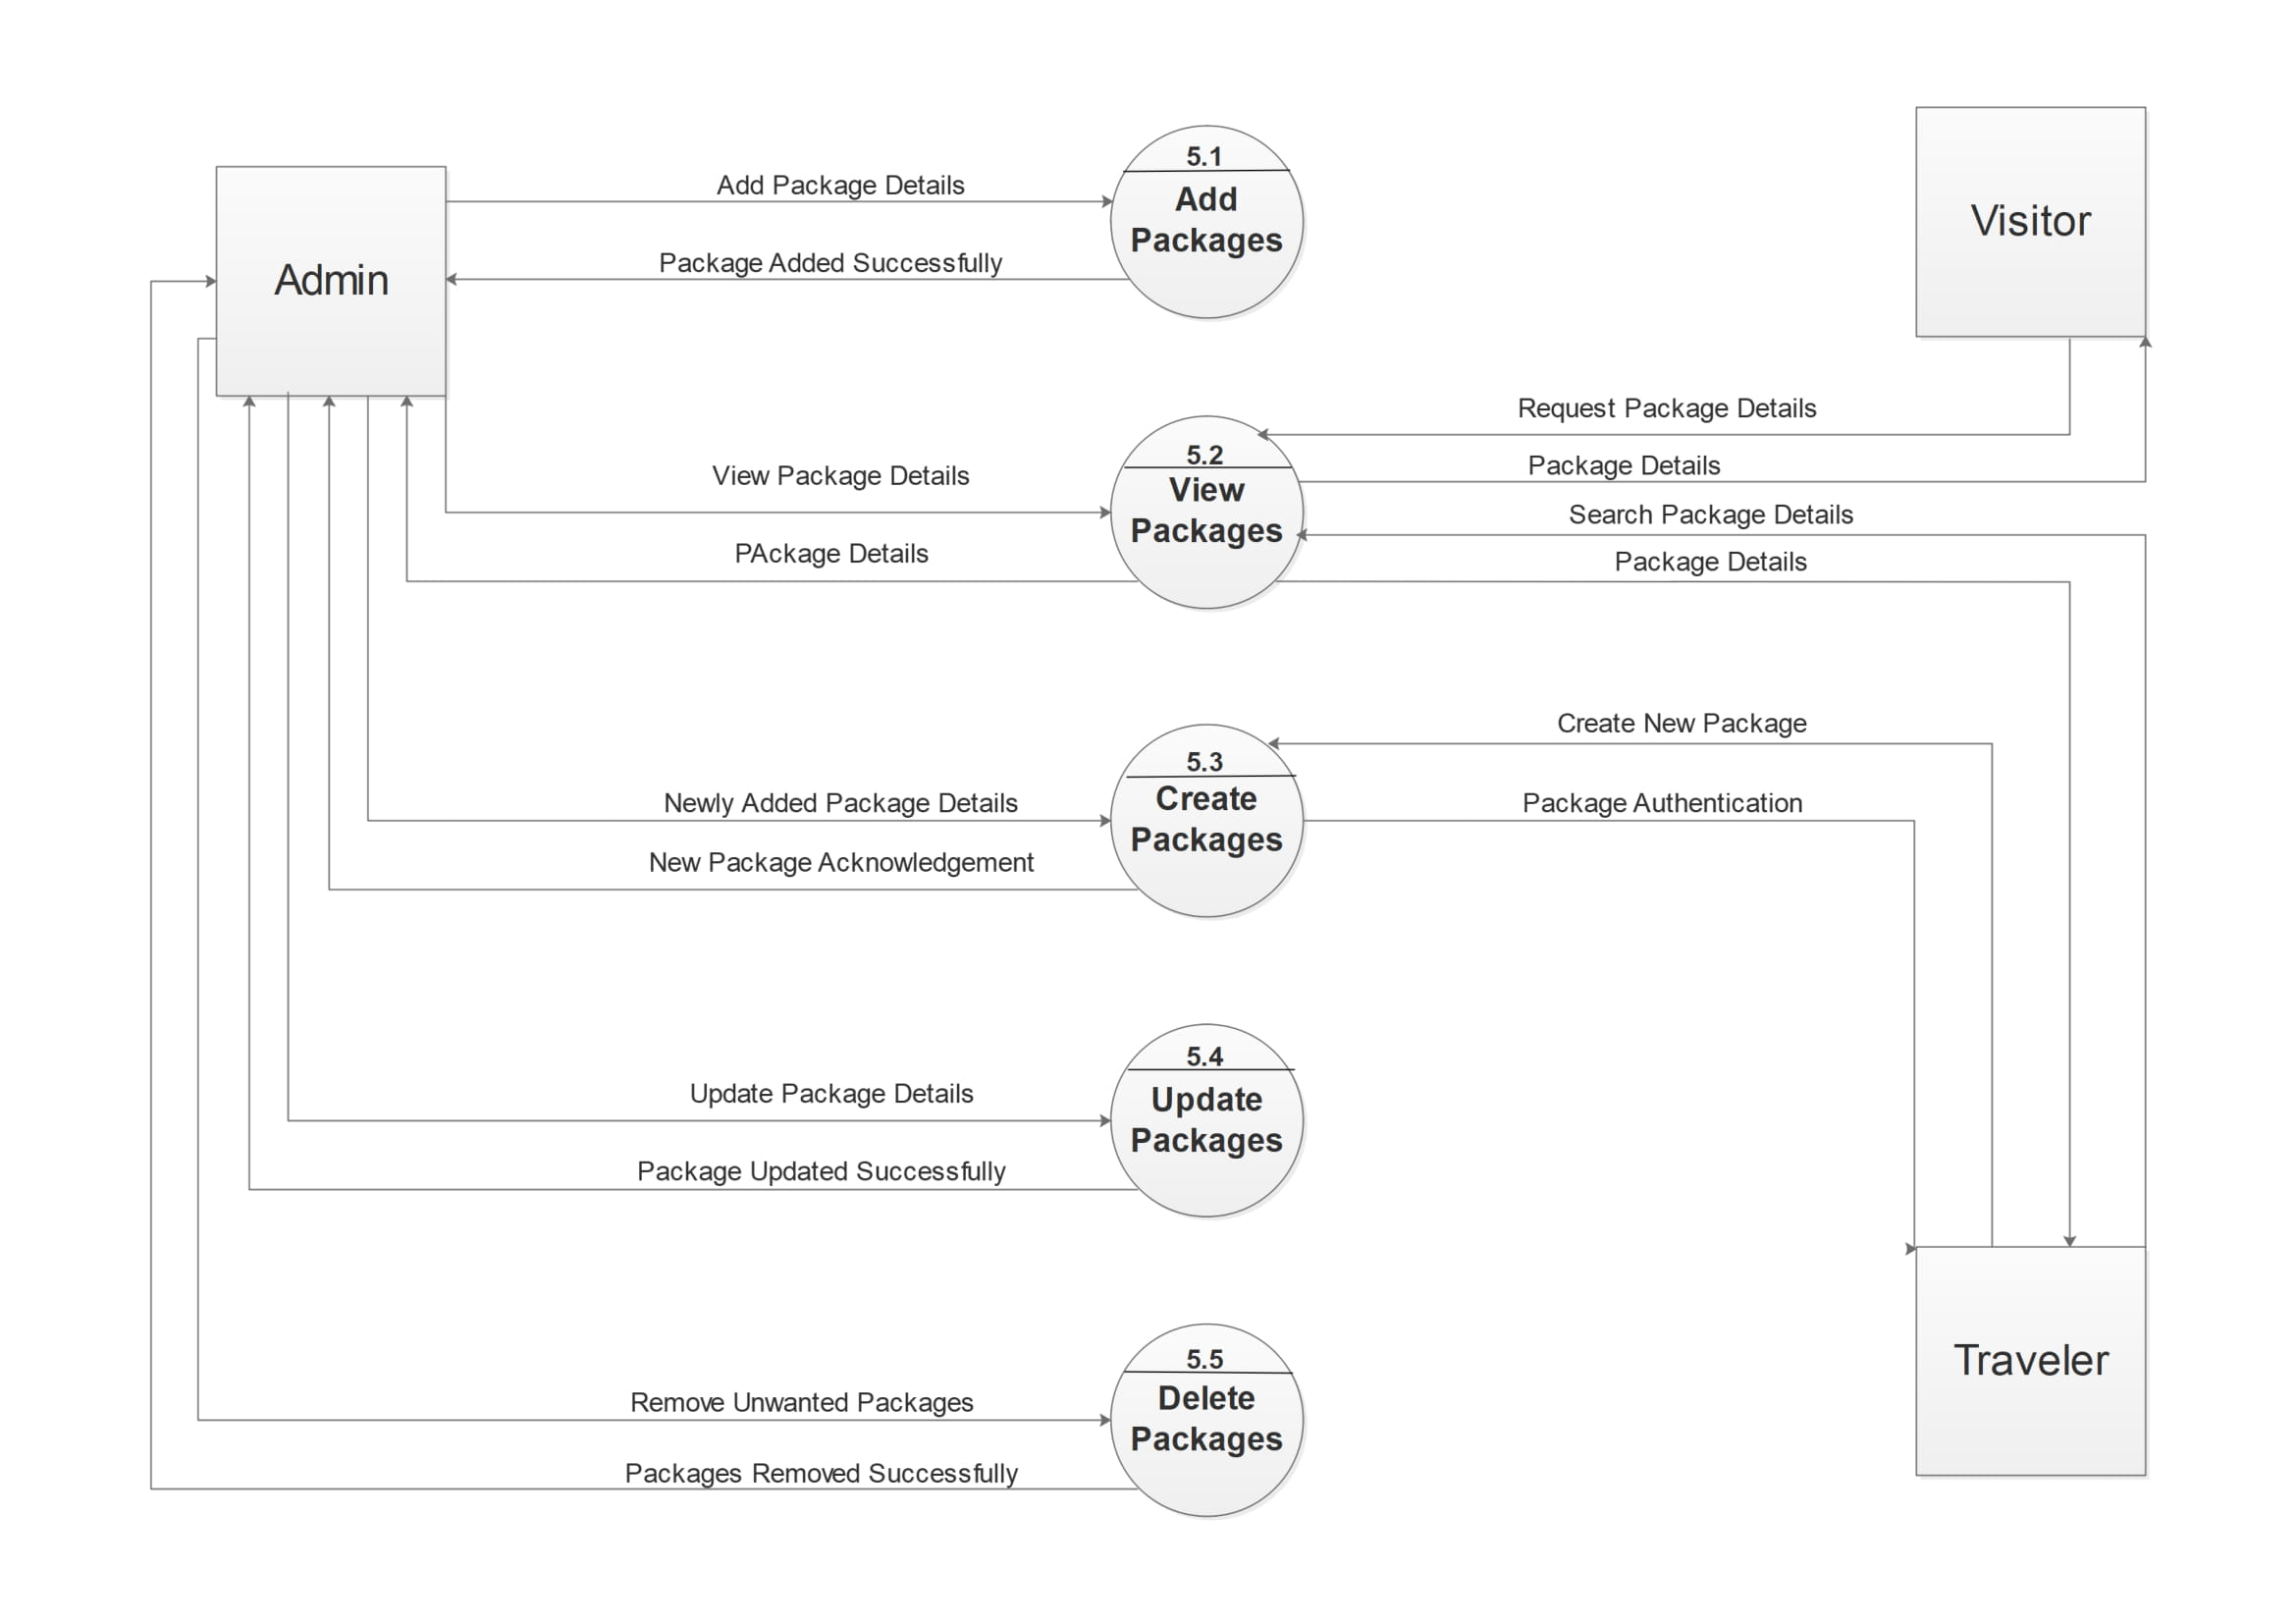 Admin
Add Package Details
Package Added Successfully
5.1
Add
Packages
Visitor
View Package Details
PAckage Details
5.2
View
Packages
Request Package Details
Package Details
Search Package Details
Package Details
Newly Added Package Details
New Package Acknowledgement
5.3
Create
Packages
Create New Package
Package Authentication
Update Package Details
Package Updated Successfully
5.4
Update
Packages
Remove Unwanted Packages
Packages Removed Successfully
5.5
Delete
Packages
Traveler